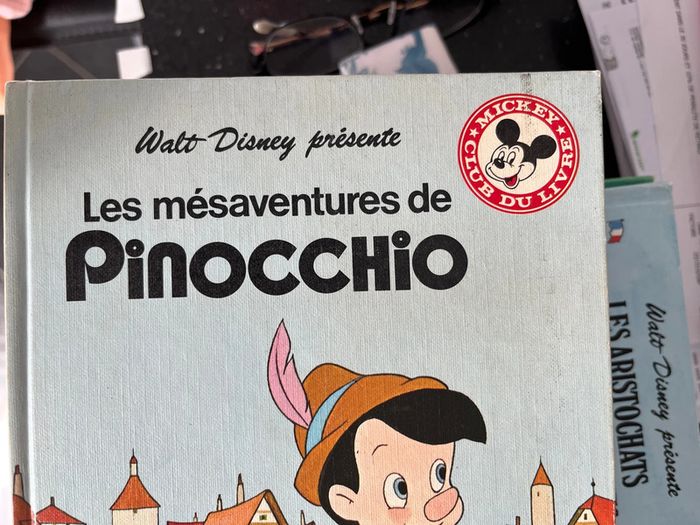 Walt Disney présente
MICKEY
CLUB DU LIVRE
Les mésaventures de
PINOCCHIO
Walt Disney présente
LES ARISTOCHATS